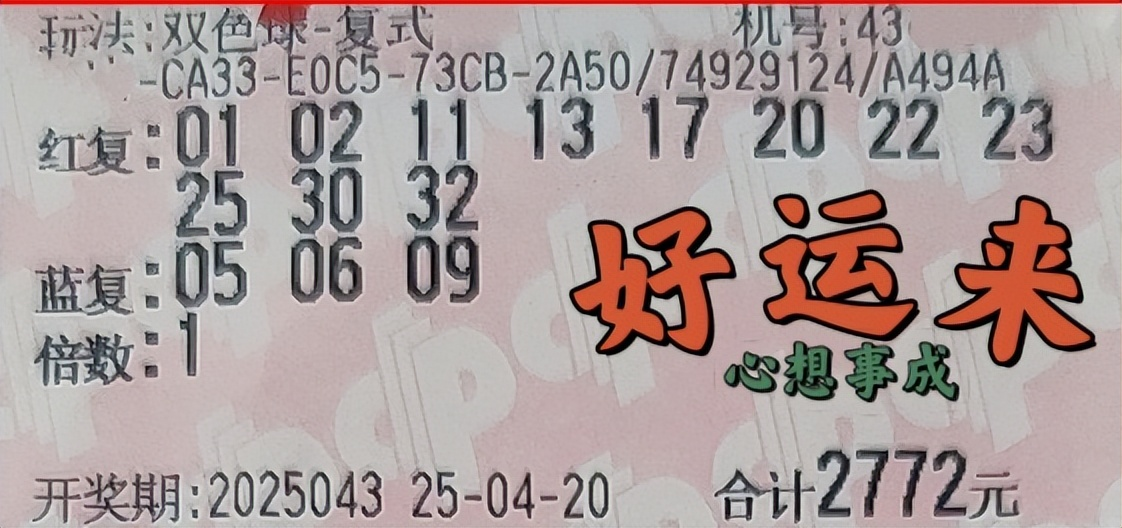 玩法:双色球-复式 机号:43
-CA33-E0C5-73CB-2A50/74929124/A494A
红复:01 02 11 13 17 20 22 23
25 30 32
蓝复:05 06 09
倍数:1
好运来
心想事成
开奖期:2025043 25-04-20 合计2772元